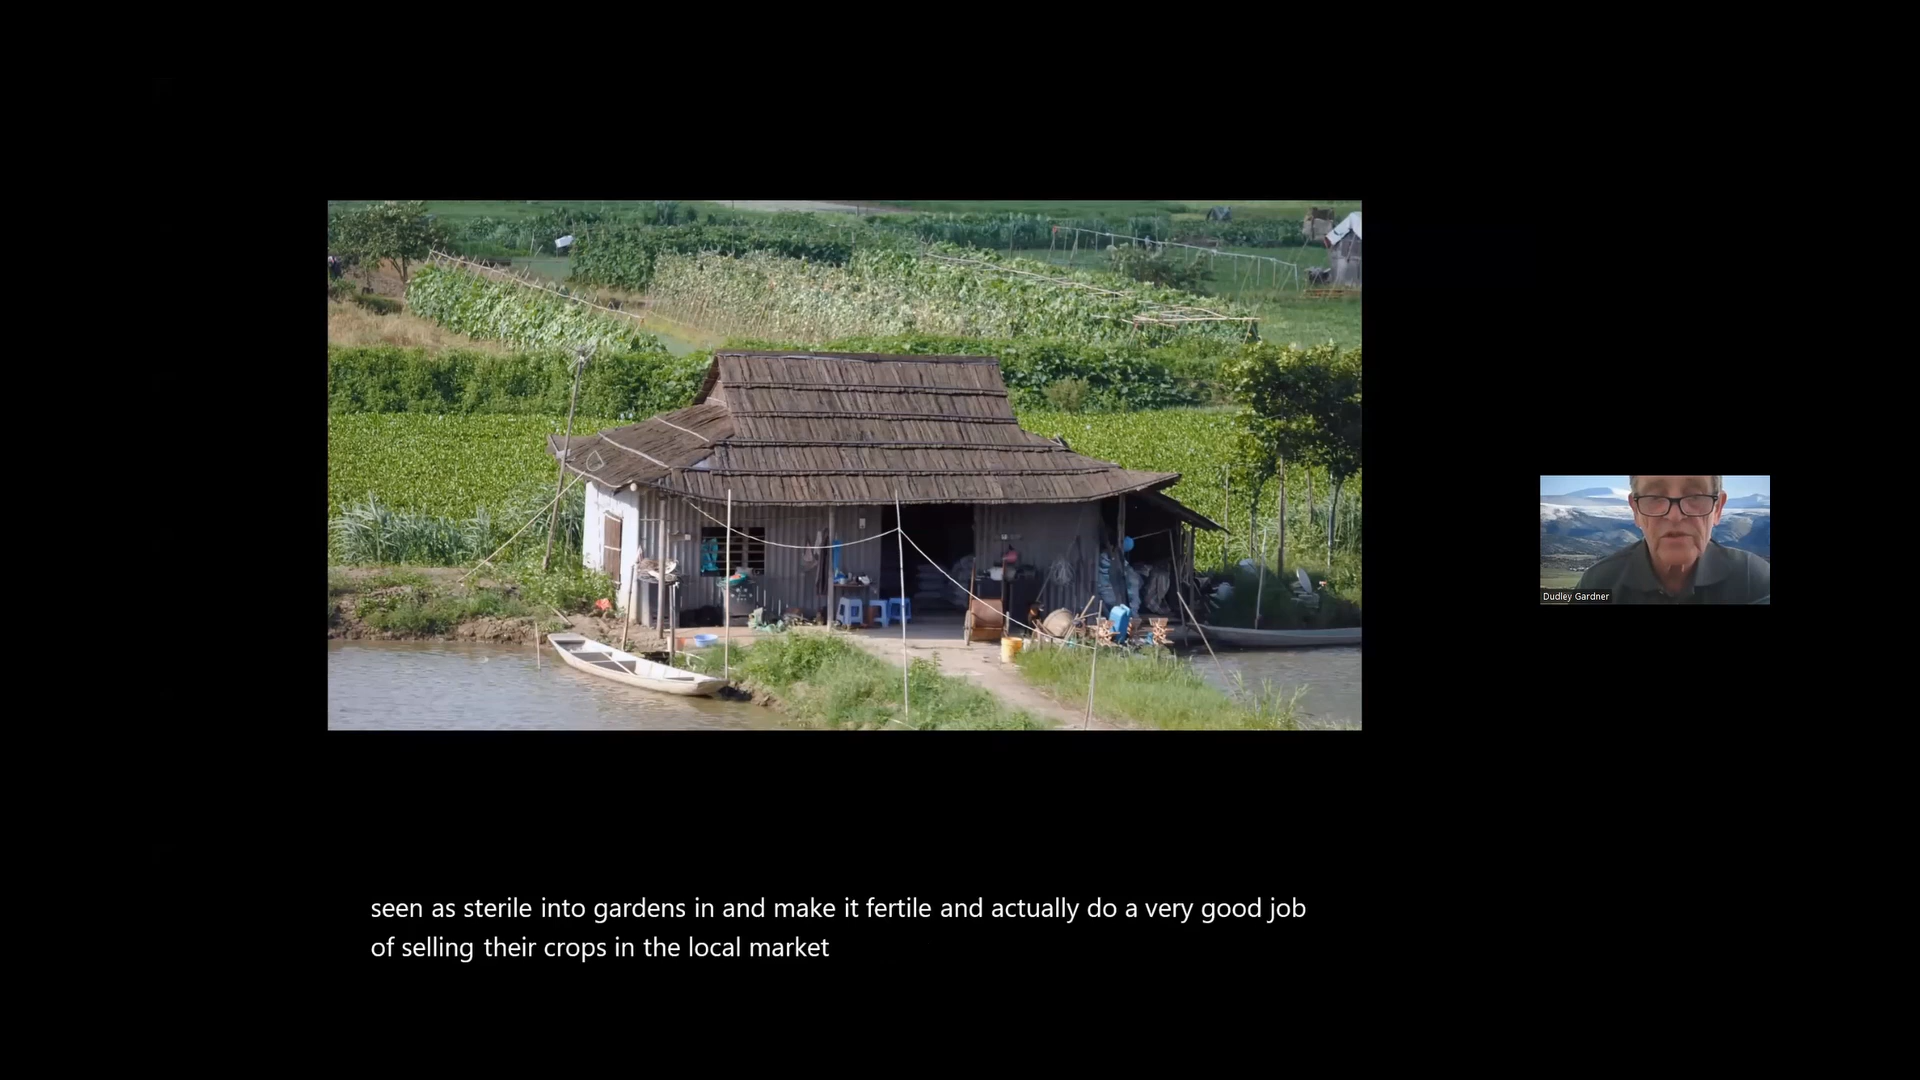 Dudley Gardner
seen as sterile into gardens in and make it fertile and actually do a very good job
of selling their crops in the local market